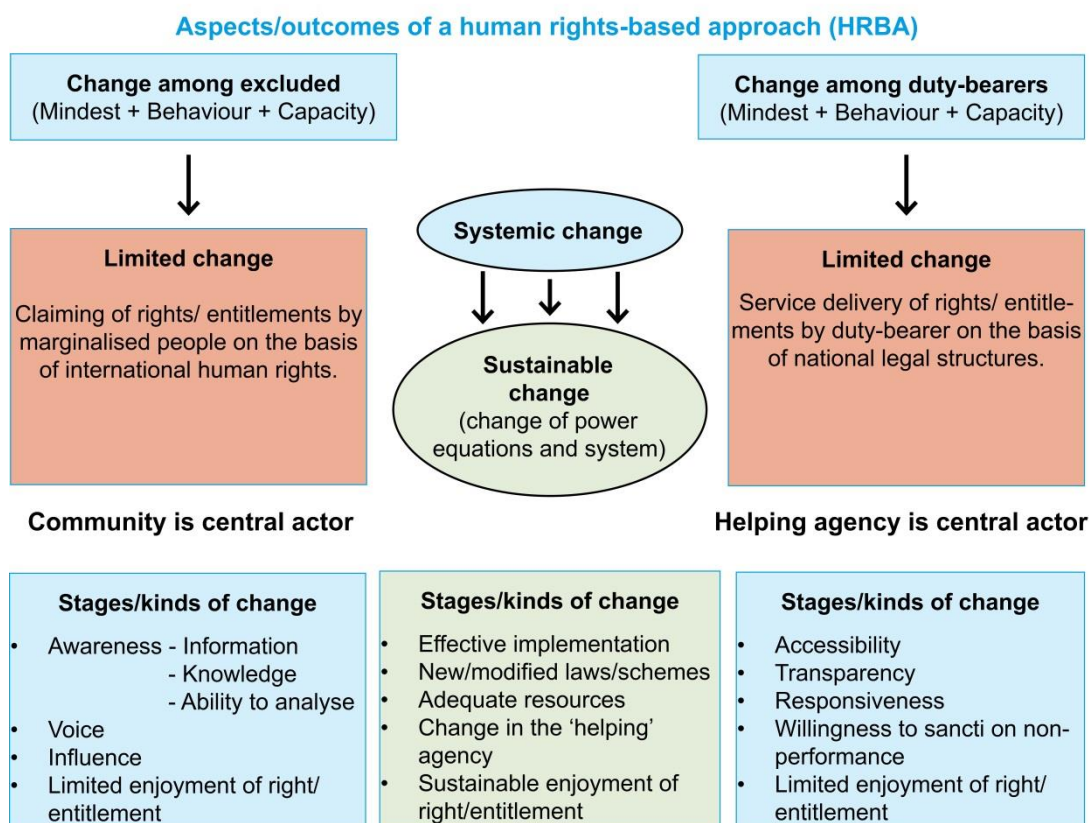 Aspects/outcomes of a human rights-based approach (HRBA)
Change among excluded
(Mindest + Behaviour + Capacity)
Change among duty-bearers
(Mindest + Behaviour + Capacity)
Systemic change
Limited change
Claiming of rights/ entitlements by
marginalised people on the basis
of international human rights.
Sustainable
change
(change of power
equations and system)
Limited change
Service delivery of rights/ entitle-
ments by duty-bearer on the basis
of national legal structures.
Community is central actor
Helping agency is central actor
Stages/kinds of change
• Awareness - Information
- Knowledge
- Ability to analyse
• Voice
• Influence
• Limited enjoyment of right/
entitlement
Stages/kinds of change
• Effective implementation
• New/modified laws/schemes
• Adequate resources
• Change in the ‘helping’
agency
• Sustainable enjoyment of
right/entitlement
Stages/kinds of change
• Accessibility
• Transparency
• Responsiveness
• Willingness to sancti on non-
performance
• Limited enjoyment of right/
entitlement